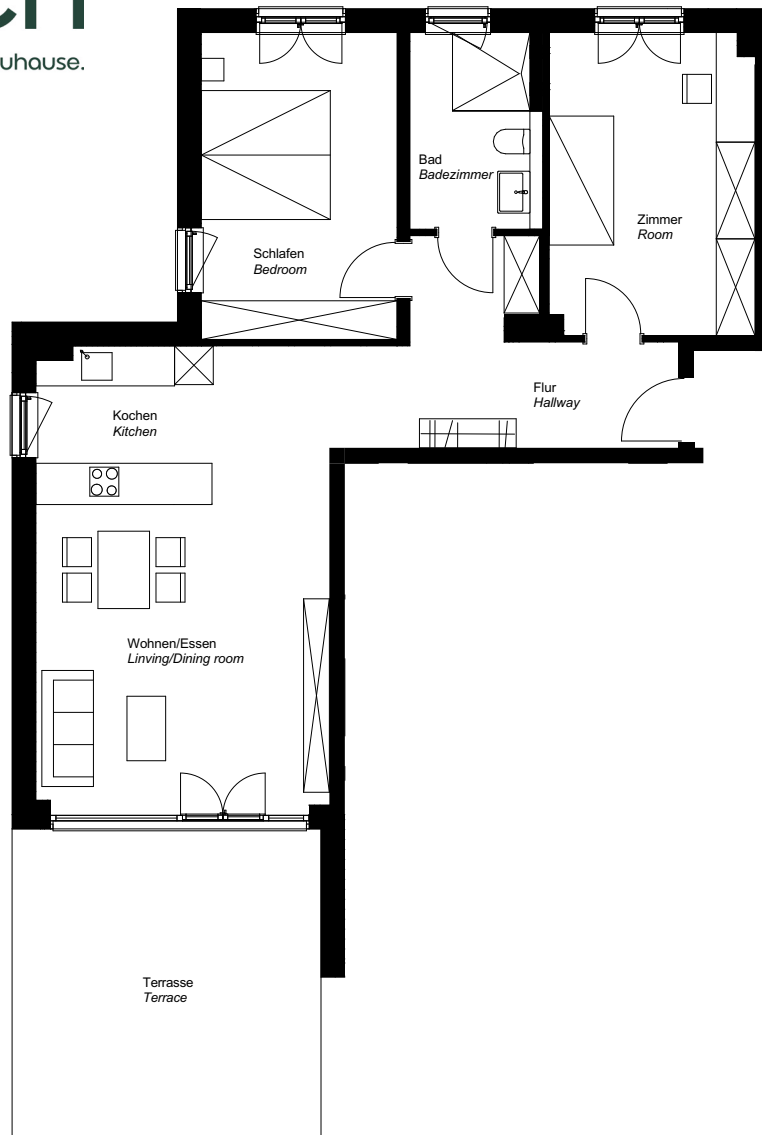 uhause.
Bad
Badezimmer
Zimmer
Room
Schlafen
Bedroom
Flur
Hallway
Kochen
Kitchen
Wohnen/Essen
Linving/Dining room
Terrasse
Terrace